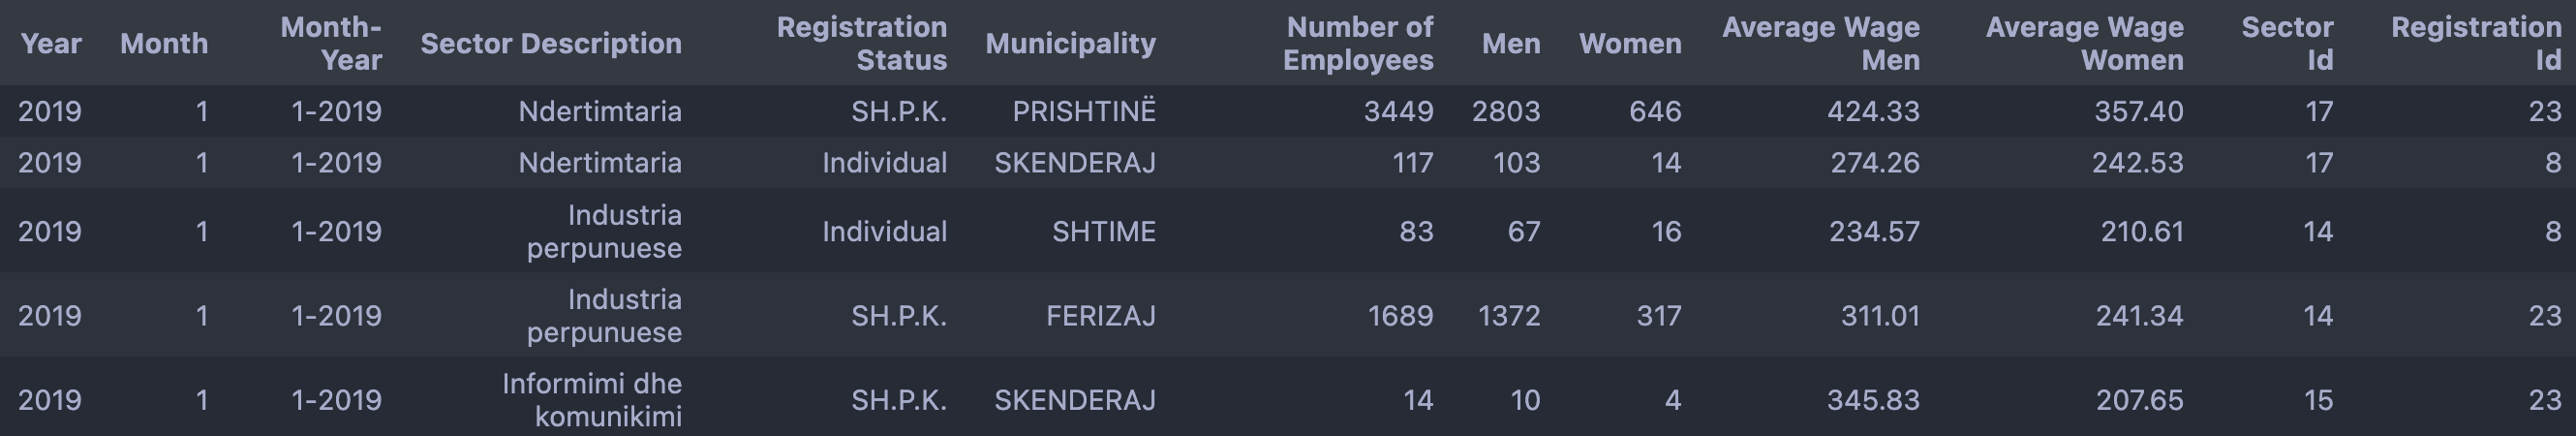 Year Month Month-Year Sector Description Registration Status Municipality Number of Employees Men Women Average Wage Men Average Wage Women Sector Id Registration Id
2019 1 1-2019 Ndertimtaria SH.P.K. PRISHTINË 3449 2803 646 424.33 357.40 17 23
2019 1 1-2019 Ndertimtaria Individual SKENDERAJ 117 103 14 274.26 242.53 17 8
2019 1 1-2019 Industria perpunuese Individual SHTIME 83 67 16 234.57 210.61 14 8
2019 1 1-2019 Industria perpunuese SH.P.K. FERIZAJ 1689 1372 317 311.01 241.34 14 23
2019 1 1-2019 Informimi dhe komunikimi SH.P.K. SKENDERAJ 14 10 4 345.83 207.65 15 23